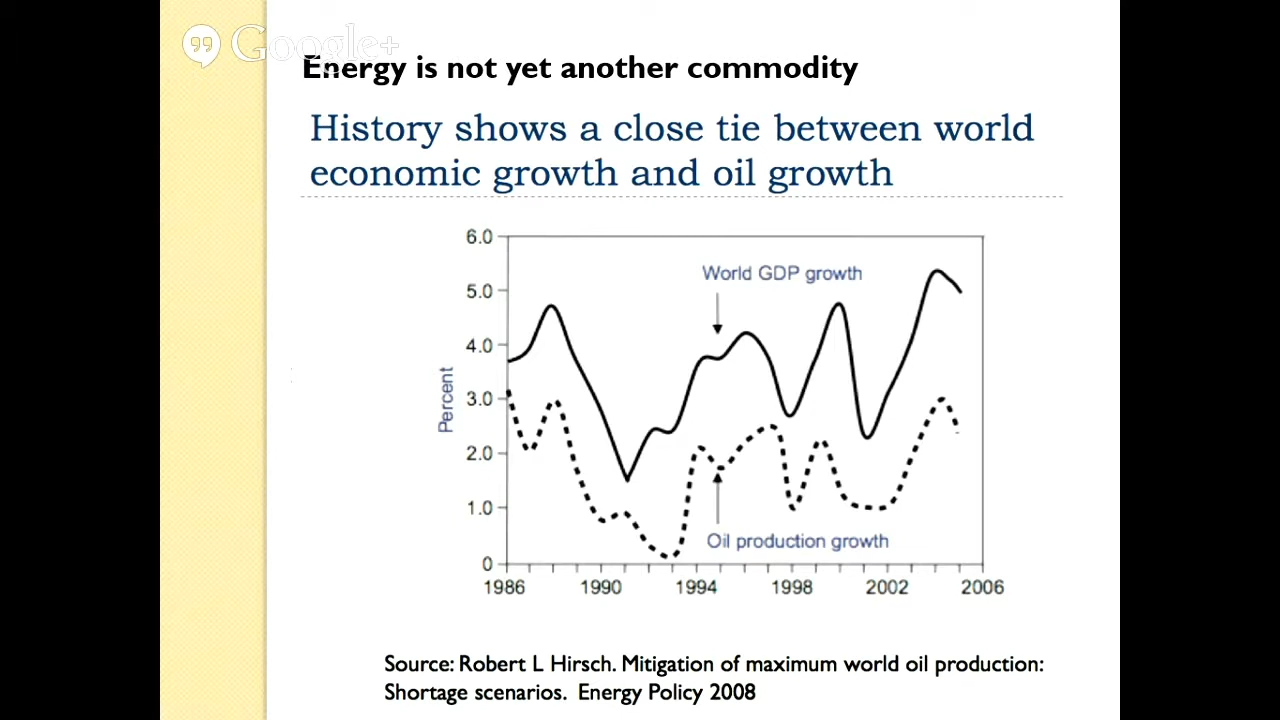 Google+
Energy is not yet another commodity
History shows a close tie between world
economic growth and oil growth
6.0
World GDP growth
5.0
4.0
Percent
3.0
2.0
1.0
Oil production growth
0
1986 1990 1994 1998 2002 2006
Source: Robert L Hirsch. Mitigation of maximum world oil production:
Shortage scenarios. Energy Policy 2008